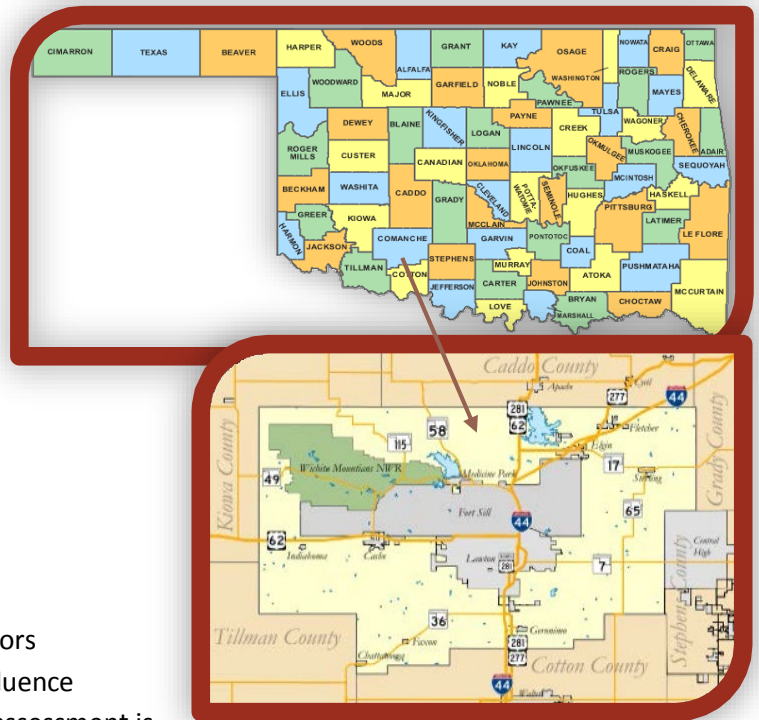 CIMARRON TEXAS BEAVER HARPER WOODS ALFALFA GRANT KAY OSAGE NOWATA CRAIG OTTAWA
WOODWARD ELLIS MAJOR GARFIELD NOBLE WASHINGTON ROGERS MAYES DELAWARE
PAWNEE TULSA
DEWEY BLAINE KINGFISHER LOGAN PAYNE CREEK WAGONER CHEROKEE ADAIR
ROGER
MILLS
CUSTER CANADIAN OKLAHOMA LINCOLN OKMULGEE MUSKOGEE SEQUOYAH
OKFUSKEE MCINTOSH
BECKHAM WASHITA CADDO GRADY CLEVELAND
POTTA-
WATOMIE
SEMINOLE HUGHES PITTSBURG HASKELL
GREER KIOWA MCCLAIN LATIMER
HARMON JACKSON COMANCHE STEPHENS GARVIN PONTOTOC COAL LE FLORE
TILLMAN COTTON MURRAY ATOKA PUSHMATAHA
JEFFERSON CARTER JOHNSTON MCCURTAIN
LOVE MARSHALL BRYAN CHOCTAW
Caddo County
Apache Cyril
277 44
281
62
58 115 Fletcher
Elgin
Kiowa County
Wichita Mountians NWR Medicine Park 17 Sterling
Grady County
49
Fort Sill 44 65
62
Indiahoma Cache Lawton 281 7
Central
High
Stephens County
36
Tillman County Faxon Geronimo
Chattanooga
281
277
Cotton County
44 Walters
ors
luence
assessment is